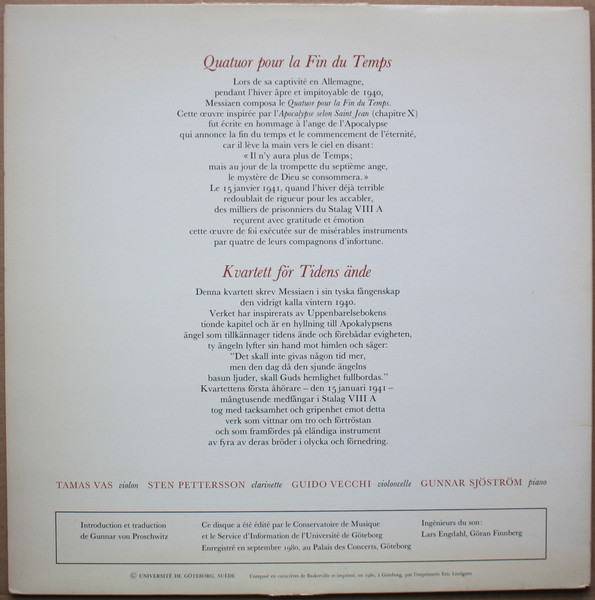 Quatuor pour la Fin du Temps
Lors de sa captivité en Allemagne,
pendant l'hiver âpre et impitoyable de 1940,
Messiaen composa le Quatuor pour la Fin du Temps.
Cette œuvre inspirée par l'Apocalypse selon Saint Jean (chapitre X)
fut écrite en hommage à l'ange de l'Apocalypse
qui annonce la fin du temps et le commencement de l'éternité,
car il lève la main vers le ciel en disant:
« Il n'y aura plus de Temps;
mais au jour de la trompette du septième ange,
le mystère de Dieu se consommera. »
Le 15 janvier 1941, quand l'hiver déjà terrible
redoublait de rigueur pour les accabler,
des milliers de prisonniers du Stalag VIII A
reçurent avec gratitude et émotion
cette œuvre de foi exécutée sur de misérables instruments
par quatre de leurs compagnons d'infortune.
Kvartett för Tidens ände
Denna kvartett skrev Messiaen i sin tyska fångenskap
den vidrigt kalla vintern 1940.
Verket har inspirerats av Uppenbarelsebokens
tionde kapitel och är en hyllning till Apokalypsens
ängel som tillkännager tidens ände och förebådar evigheten,
ty ängeln lyfter sin hand mot himlen och säger:
"Det skall inte givas någon tid mer,
men den dag då den sjunde ängelns
basun ljuder, skall Guds hemlighet fullbordas."
Kvartettens första åhörare – den 15 januari 1941 –
mångtusende medfångar i Stalag VIII A
tog med tacksamhet och gripenhet emot detta
verk som vittnar om tro och förtröstan
och som framfördes på eländiga instrument
av fyra av deras bröder i olycka och förnedring.
TAMAS VAS violon STEN PETTERSSON clarinette GUIDO VECCHI violoncelle GUNNAR SJÖSTRÖM piano
Introduction et traduction
de Gunnar von Proschwitz
Ce disque a été édité par le Conservatoire de Musique
et le Service d'Information de l'Université de Göteborg
Enregistré en septembre 1980, au Palais des Concerts, Göteborg
Ingénieurs du son:
Lars Engdahl, Göran Finnberg
© UNIVERSITÉ DE GÖTEBORG, SUÈDE Composé en caractères de Baskerville et imprimé, en 1980, à Göteborg, par l'imprimerie Eric Lindgren